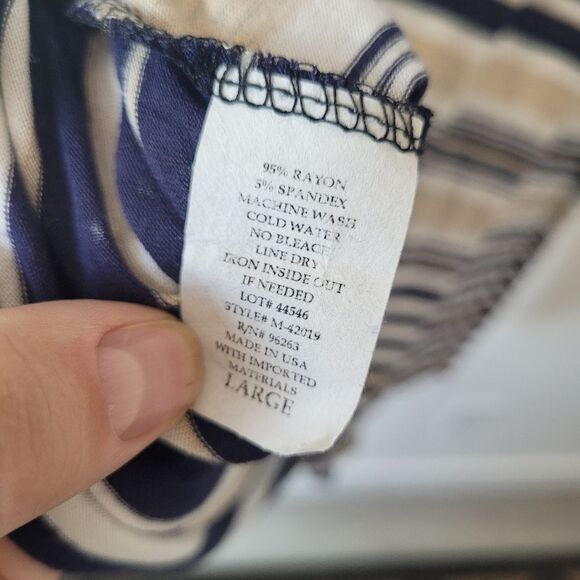 95% RAYON
5% SPANDEX
MACHINE WASH
COLD WATER
NO BLEACH
LINE DRY
IRON INSIDE OUT
IF NEEDED
LOT# 44546
STYLE# M-42019
R/N# 96263
MADE IN USA
WITH IMPORTED
MATERIALS
LARGE